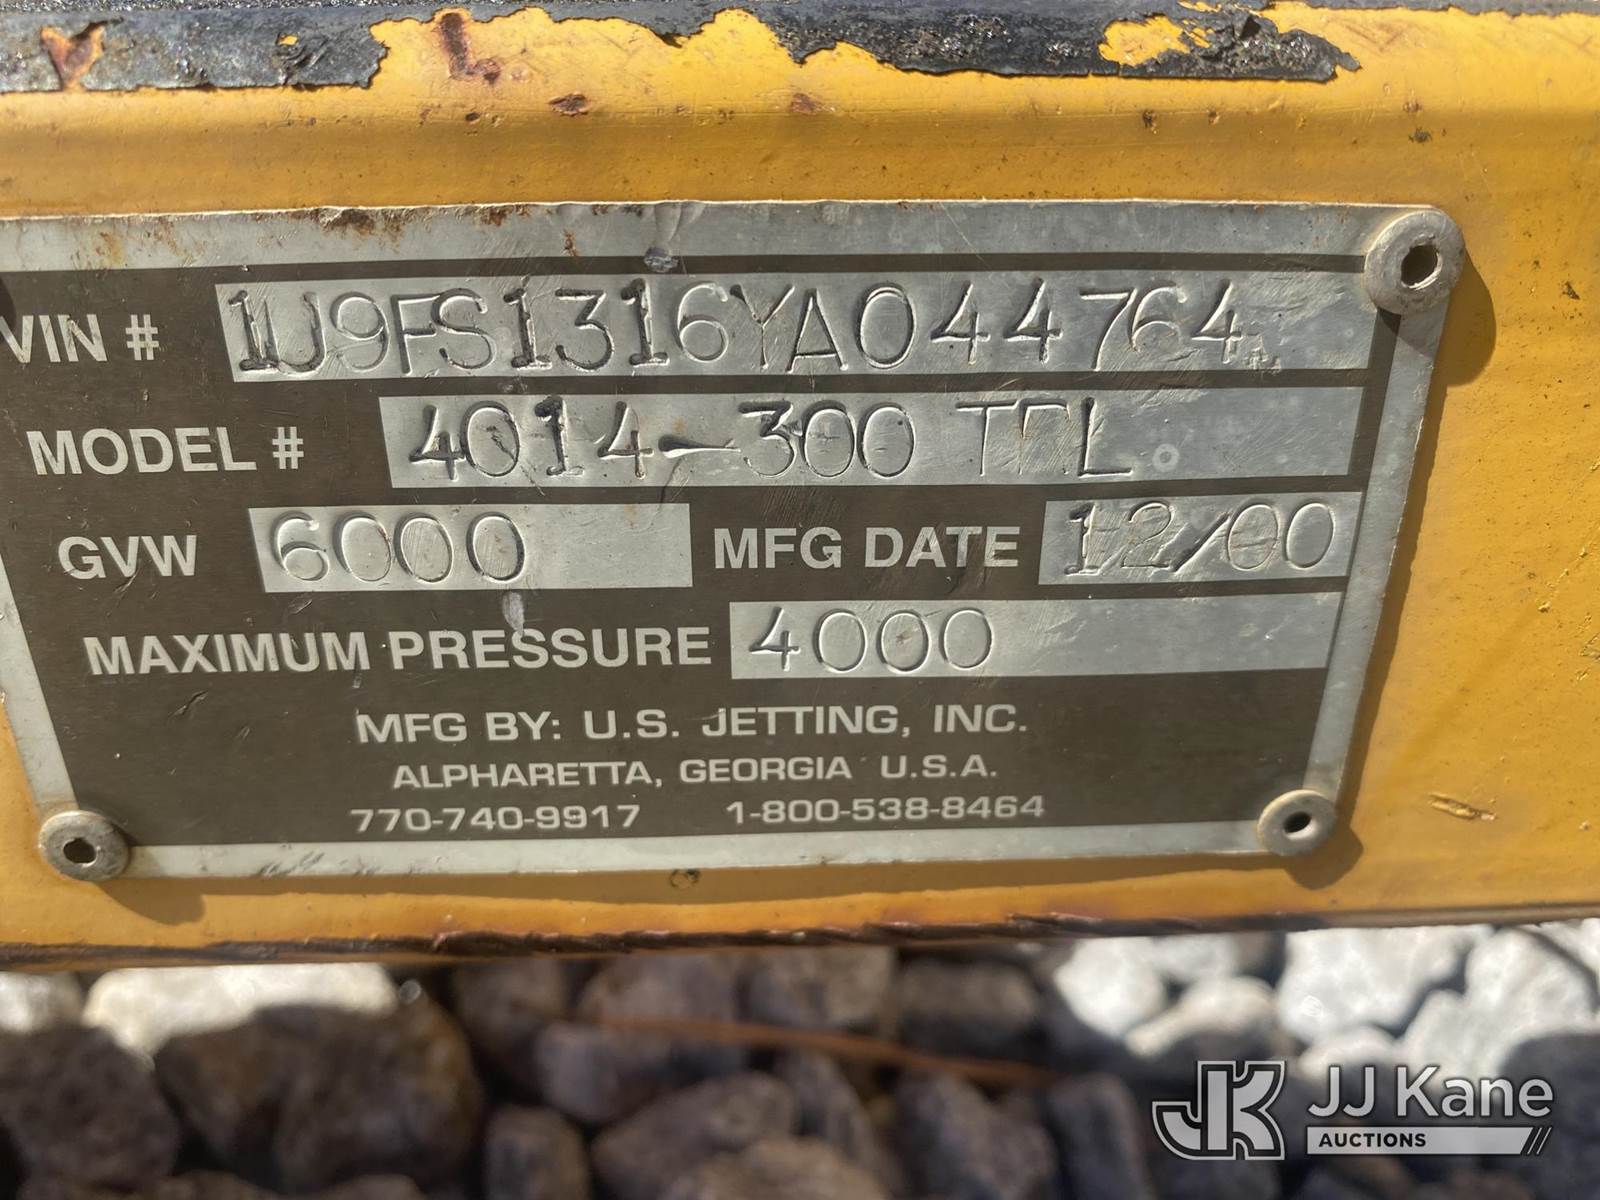 VIN # 1J9FS1316YA044764
MODEL # 4014-300
GVW 6000 MFG DATE 12/00
MAXIMUM PRESSURE 4000
MFG BY: U.S. JETTING, INC.
ALPHARETTA, GEORGIA U.S.A.
770-740-9917 1-800-538-8464
JK JJ Kane
AUCTIONS